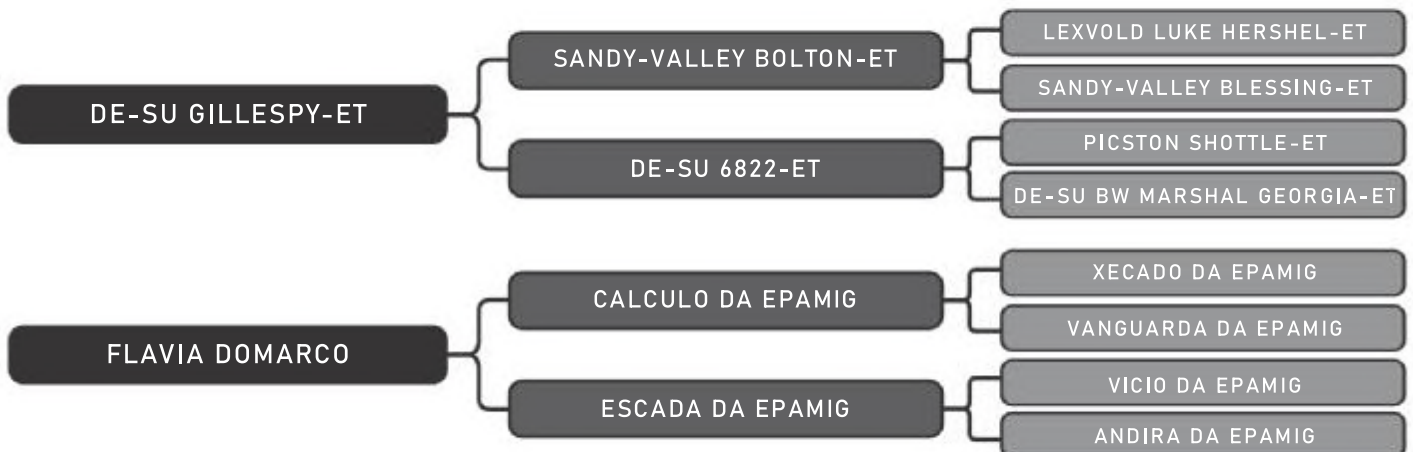 LEXVOLD LUKE HERSHEL-ET
SANDY-VALLEY BOLTON-ET
SANDY-VALLEY BLESSING-ET
DE-SU GILLESPY-ET
PICSTON SHOTTLE-ET
DE-SU 6822-ET
DE-SU BW MARSHAL GEORGIA-ET
XECADO DA EPAMIG
CALCULO DA EPAMIG
VANGUARDA DA EPAMIG
FLAVIA DOMARCO
VICIO DA EPAMIG
ESCADA DA EPAMIG
ANDIRA DA EPAMIG